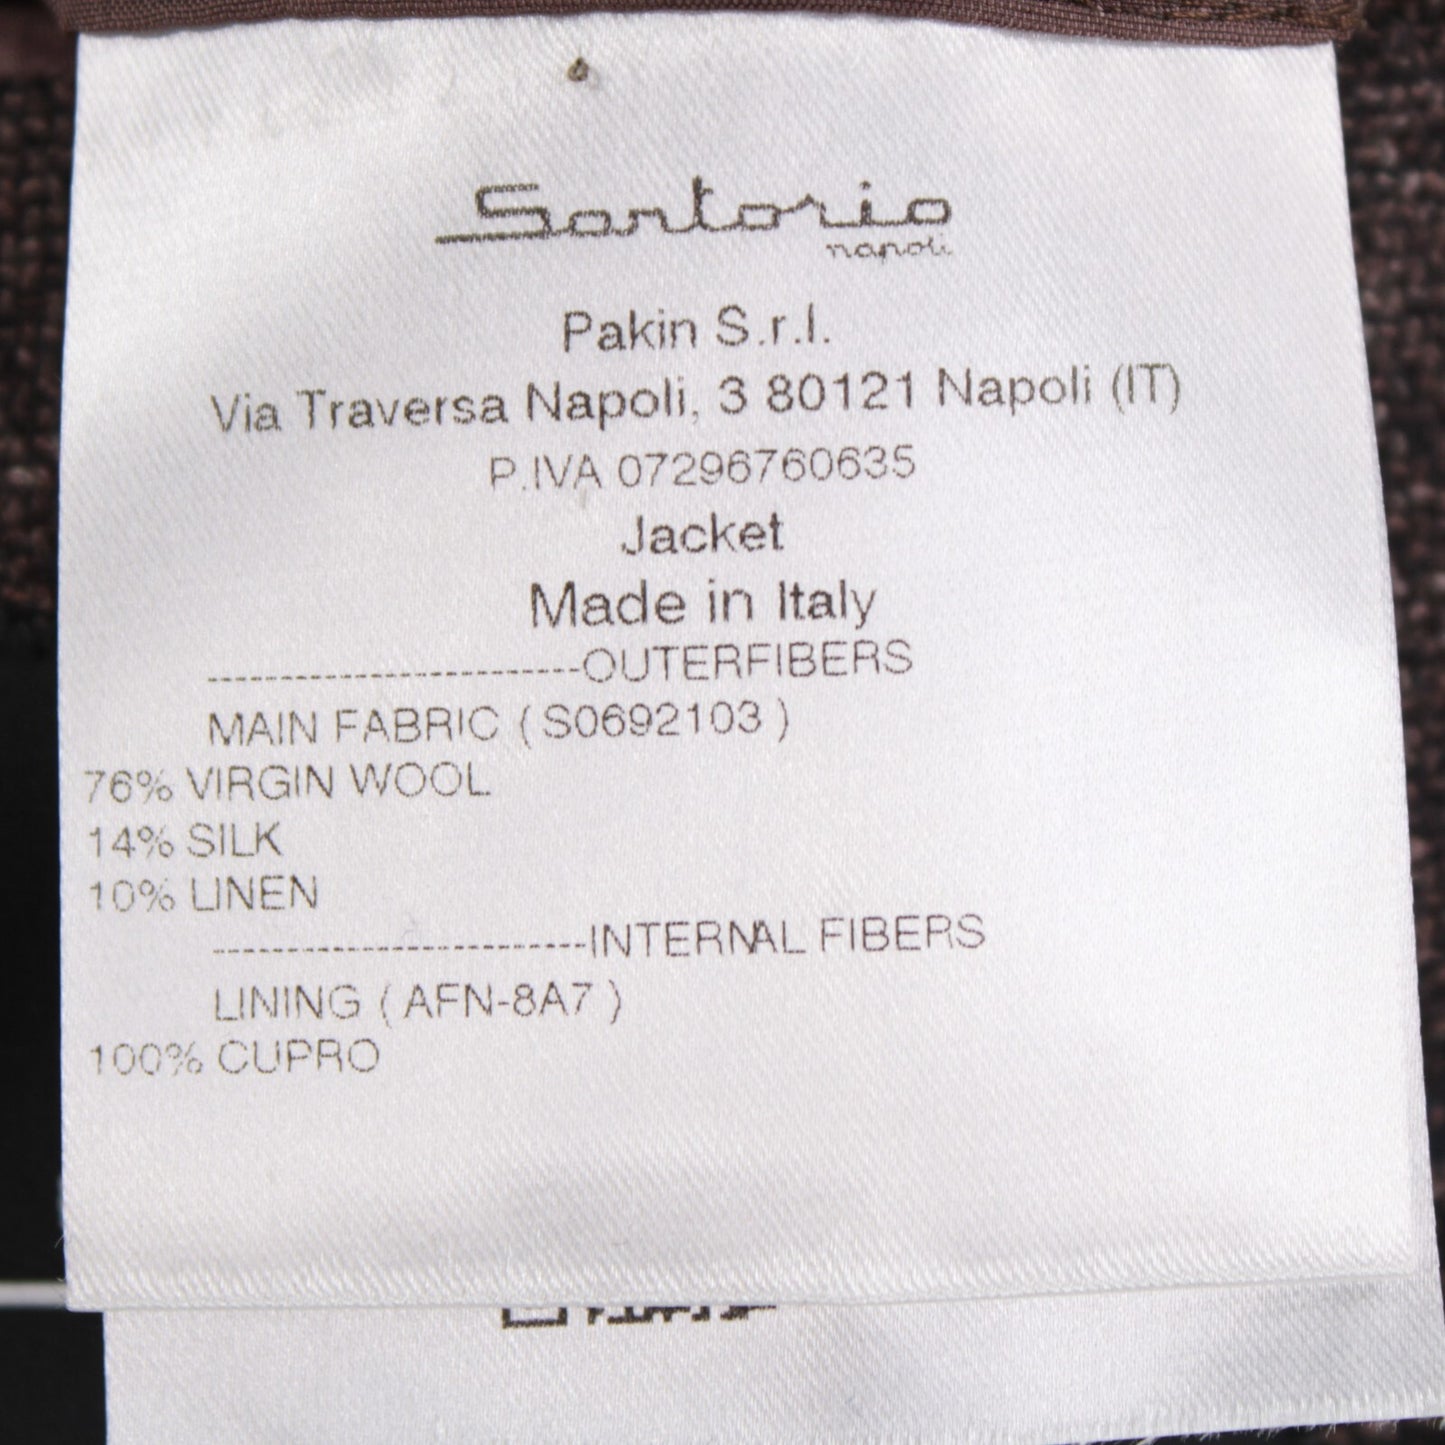 Sartorio
napoli
Pakin S.r.l.
Via Traversa Napoli, 3 80121 Napoli (IT)
P.IVA 07296760635
Jacket
Made in Italy
-------------------------OUTERFIBERS
MAIN FABRIC ( S0692103 )
76% VIRGIN WOOL
14% SILK
10% LINEN
-------------------------INTERNAL FIBERS
LINING ( AFN-8A7 )
100% CUPRO